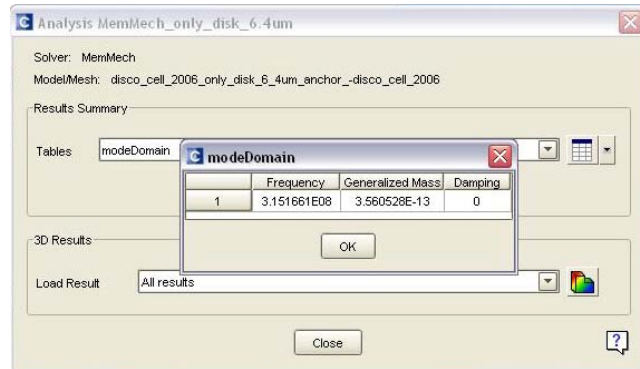 Analysis MemMech_only_disk_6.4um
Solver: MemMech
Model/Mesh: disco_cell_2006_only_disk_6_4um_anchor_-disco_cell_2006
Results Summary
Tables modeDomain
modeDomain
Frequency Generalized Mass Damping
1 3.151661E08 3.560528E-13 0
OK
3D Results
Load Result All results
Close